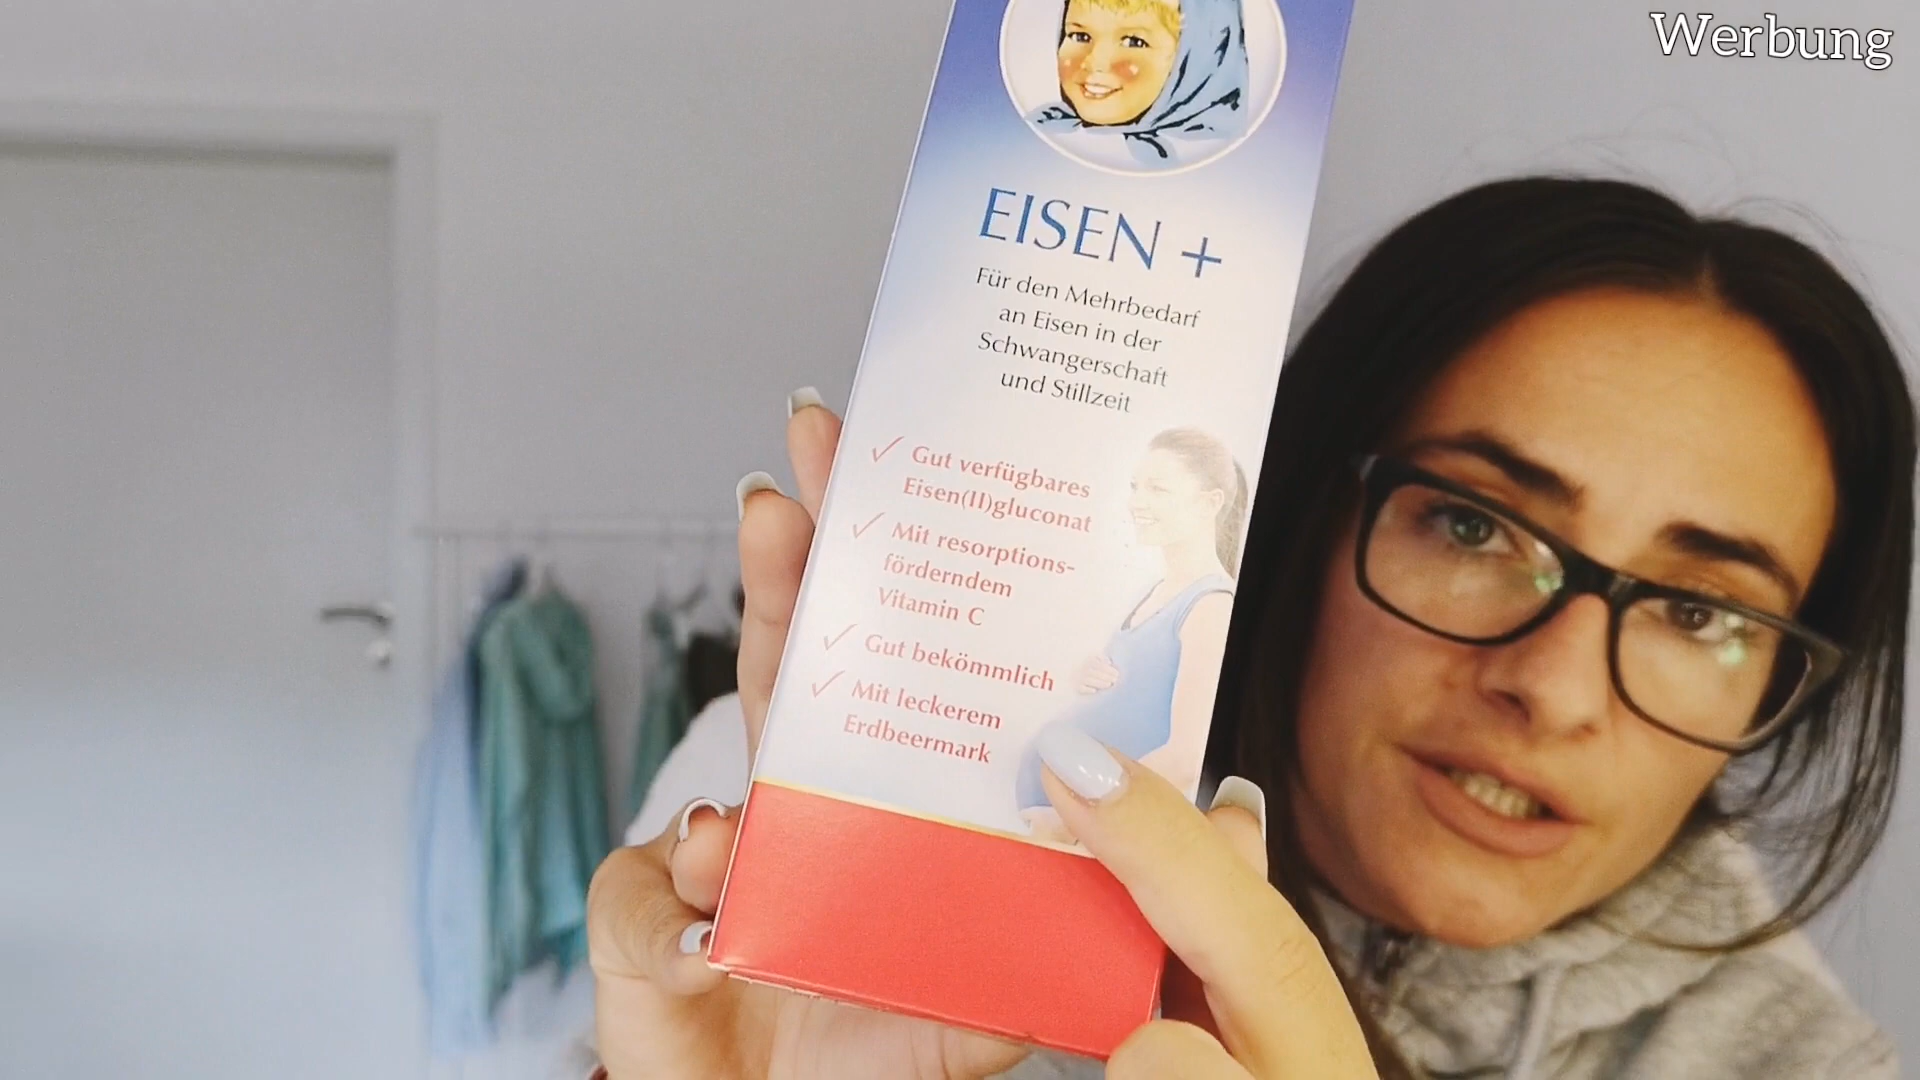 Werbung
EISEN +
Für den Mehrbedarf
an Eisen in der
Schwangerschaft
und Stillzeit
Gut verfügbares
Eisen(II)gluconat
Mit resorptions-
förderndem
Vitamin C
Gut bekömmlich
Mit leckerem
Erdbeermark